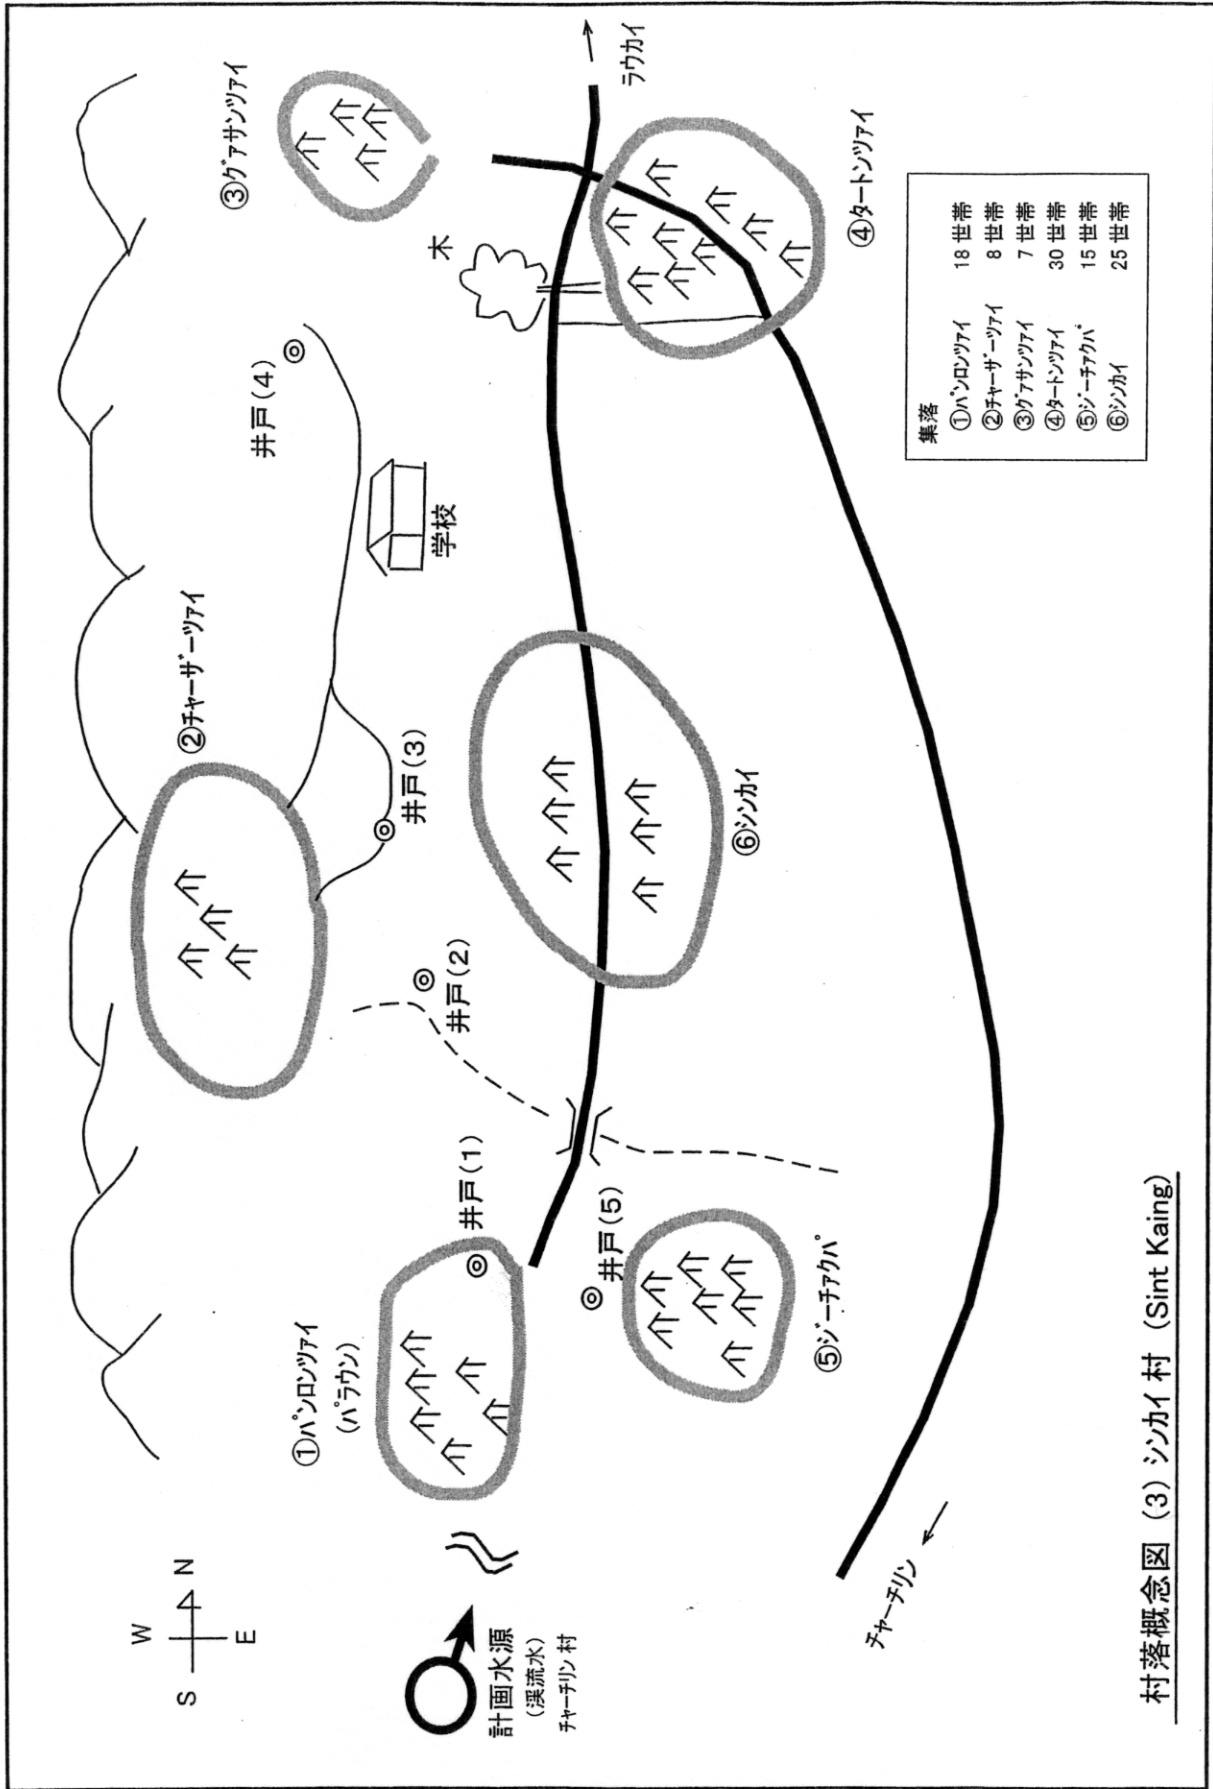 W
S N
E
計画水源
(渓流水)
チャーチリン村
①パンロンツァイ
(パラウン)
井戸(1)
井戸(2)
②チャーザーツァイ
井戸(3)
井戸(4)
学校
③グァサンツァイ
木
ラウカイ
④タートンツァイ
⑥シンカイ
井戸(5)
⑤ジーチァクパ
チャーチリン
集落
①パンロンツァイ 18世帯
②チャーザーツァイ 8世帯
③グァサンツァイ 7世帯
④タートンツァイ 30世帯
⑤ジーチァクパ 15世帯
⑥シンカイ 25世帯
村落概念図 (3) シンカイ村 (Sint Kaing)